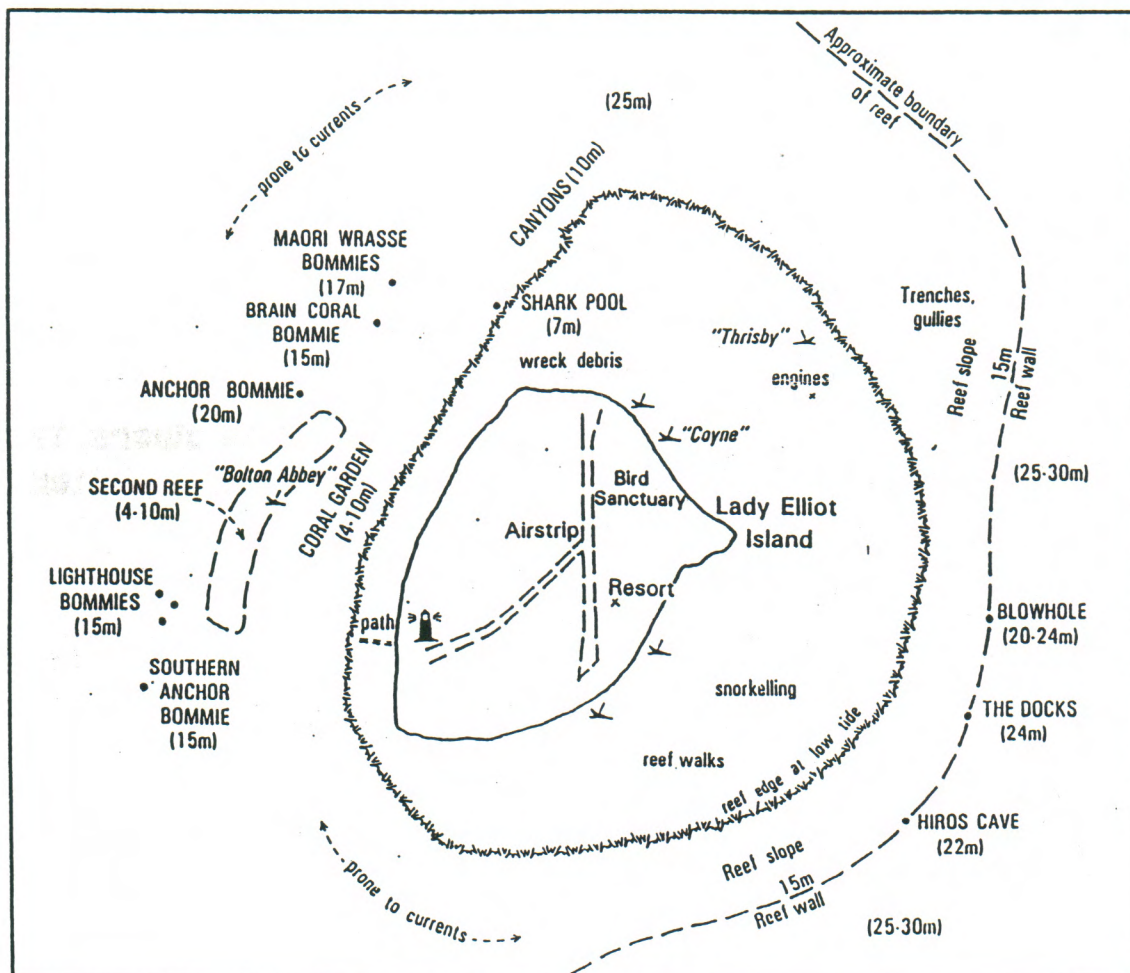 Approximate boundary
of reef
(25m)
prone to currents
CANYONS (10m)
MAORI WRASSE
BOMMIES
(17m)
BRAIN CORAL
BOMMIE
(15m)
SHARK POOL
(7m)
wreck debris
"Thrisby"
engines
Trenches,
gullies
Reef slope
15m
Reef wall
ANCHOR BOMMIE
(20m)
"Coyne"
"Bolton Abbey"
SECOND REEF
(4-10m)
CORAL GARDEN
(4-10m)
Bird
Sanctuary
Airstrip
Lady Elliot
Island
(25-30m)
LIGHTHOUSE
BOMMIES
(15m)
Resort
path
BLOWHOLE
(20-24m)
SOUTHERN
ANCHOR
BOMMIE
(15m)
snorkelling
THE DOCKS
(24m)
reef walks
reef edge at low tide
HIROS CAVE
(22m)
Reef slope
15m
Reef wall
(25-30m)
prone to currents